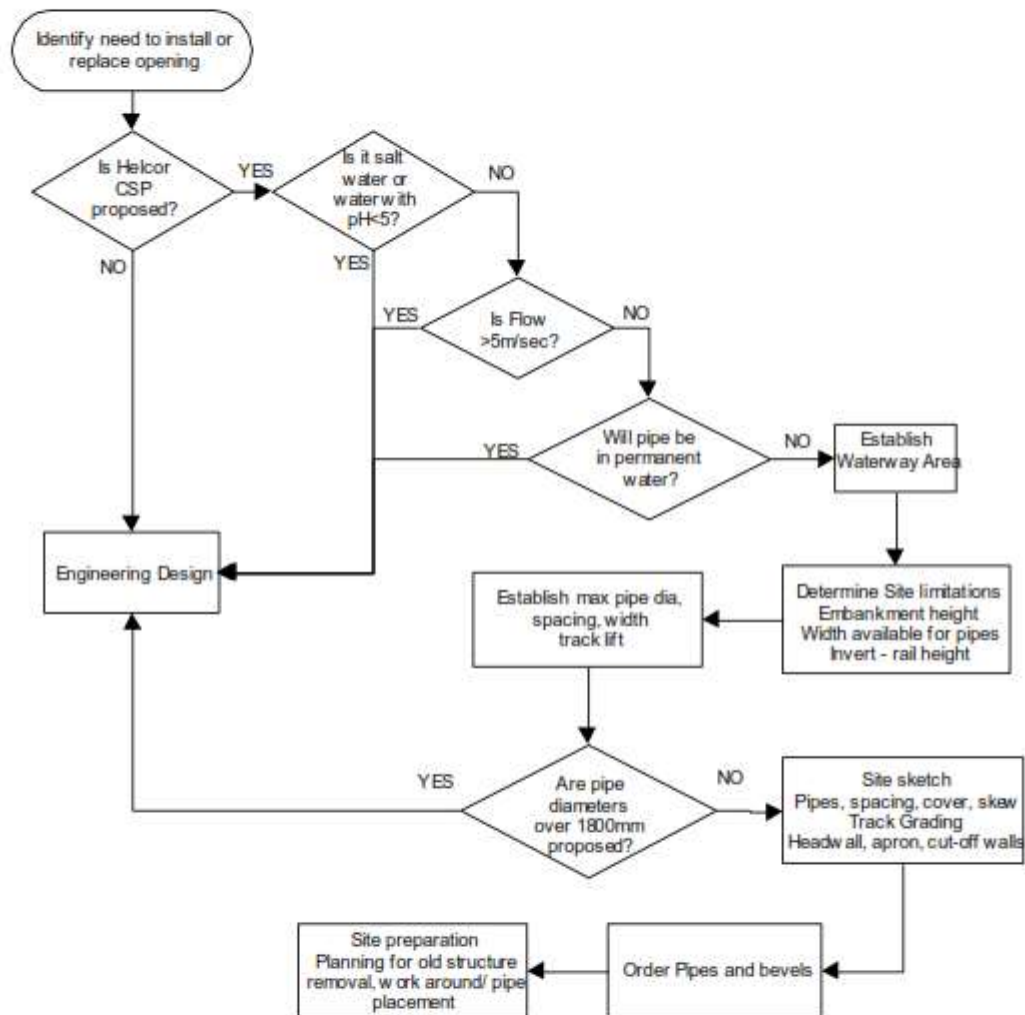 Identify need to install or
replace opening
Is Helcor
CSP
proposed?
YES
NO
Is it salt
water or
water with
pH<5?
NO
YES
Is Flow
>5m/sec?
YES
NO
Will pipe be
in permanent
water?
YES
NO
Establish
Waterway Area
Engineering Design
Establish max pipe dia,
spacing, width
track lift
Determine Site limitations
Embankment height
Width available for pipes
Invert - rail height
Are pipe
diameters
over 1800mm
proposed?
YES
NO
Site sketch
Pipes, spacing, cover, skew
Track Grading
Headwall, apron, cut-off walls
Order Pipes and bevels
Site preparation
Planning for old structure
removal, work around/ pipe
placement